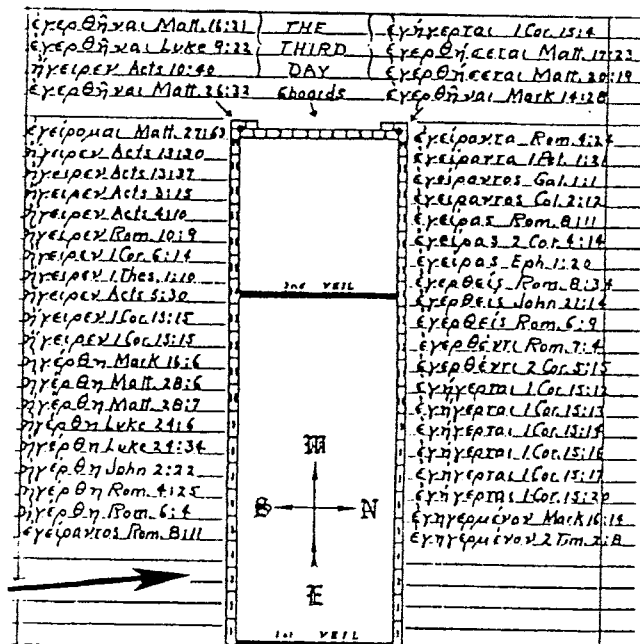 ἐγερθῆναι Matt. 16:21 THE ἐγήγερται 1 Cor. 15:4
ἐγερθῆναι Luke 9:22 THIRD ἐγερθήσεται Matt. 17:23
ἤγειρεν Acts 10:40 DAY ἐγερθήσεται Matt. 20:19
ἐγερθῆναι Matt. 26:32 6 boards ἐγερθῆναι Mark 14:28
ἐγείρομαι Matt. 27:63
ἤγειρεν Acts 13:30
ἤγειρεν Acts 13:37
ἤγειρεν Acts 3:15
ἤγειρεν Acts 4:10
ἤγειρεν Rom. 10:9
ἤγειρεν 1 Cor. 6:14
ἤγειρεν 1 Thes. 1:10
ἤγειρεν Acts 5:30
ἤγειρεν 1 Cor. 15:15
ἤγειρεν 1 Cor. 15:15
ἠγέρθη Mark 16:6
ἠγέρθη Matt. 28:6
ἠγέρθη Matt. 28:7
ἠγέρθη Luke 24:6
ἠγέρθη Luke 24:34
ἠγέρθη John 2:22
ἠγέρθη Rom. 4:25
ἠγέρθη Rom. 6:4
ἐγείραντος Rom. 8:11
2nd VEIL
W
S N
E
1st VEIL
ἐγείραντα Rom. 4:24
ἐγείραντα 1 Pet. 1:21
ἐγείραντος Gal. 1:1
ἐγείραντος Col. 2:12
ἐγείρας Rom. 8:11
ἐγείρας 2 Cor. 4:14
ἐγείρας Eph. 1:20
ἐγερθείς Rom. 8:34
ἐγερθεὶς John 21:14
ἐγερθεὶς Rom. 6:9
ἐγερθέντι Rom. 7:4
ἐγερθέντι 2 Cor. 5:15
ἐγήγερται 1 Cor. 15:12
ἐγήγερται 1 Cor. 15:13
ἐγήγερται 1 Cor. 15:14
ἐγήγερται 1 Cor. 15:16
ἐγήγερται 1 Cor. 15:17
ἐγήγερται 1 Cor. 15:20
ἐγηγερμένον Mark 16:14
ἐγηγερμένον 2 Tim. 2:8